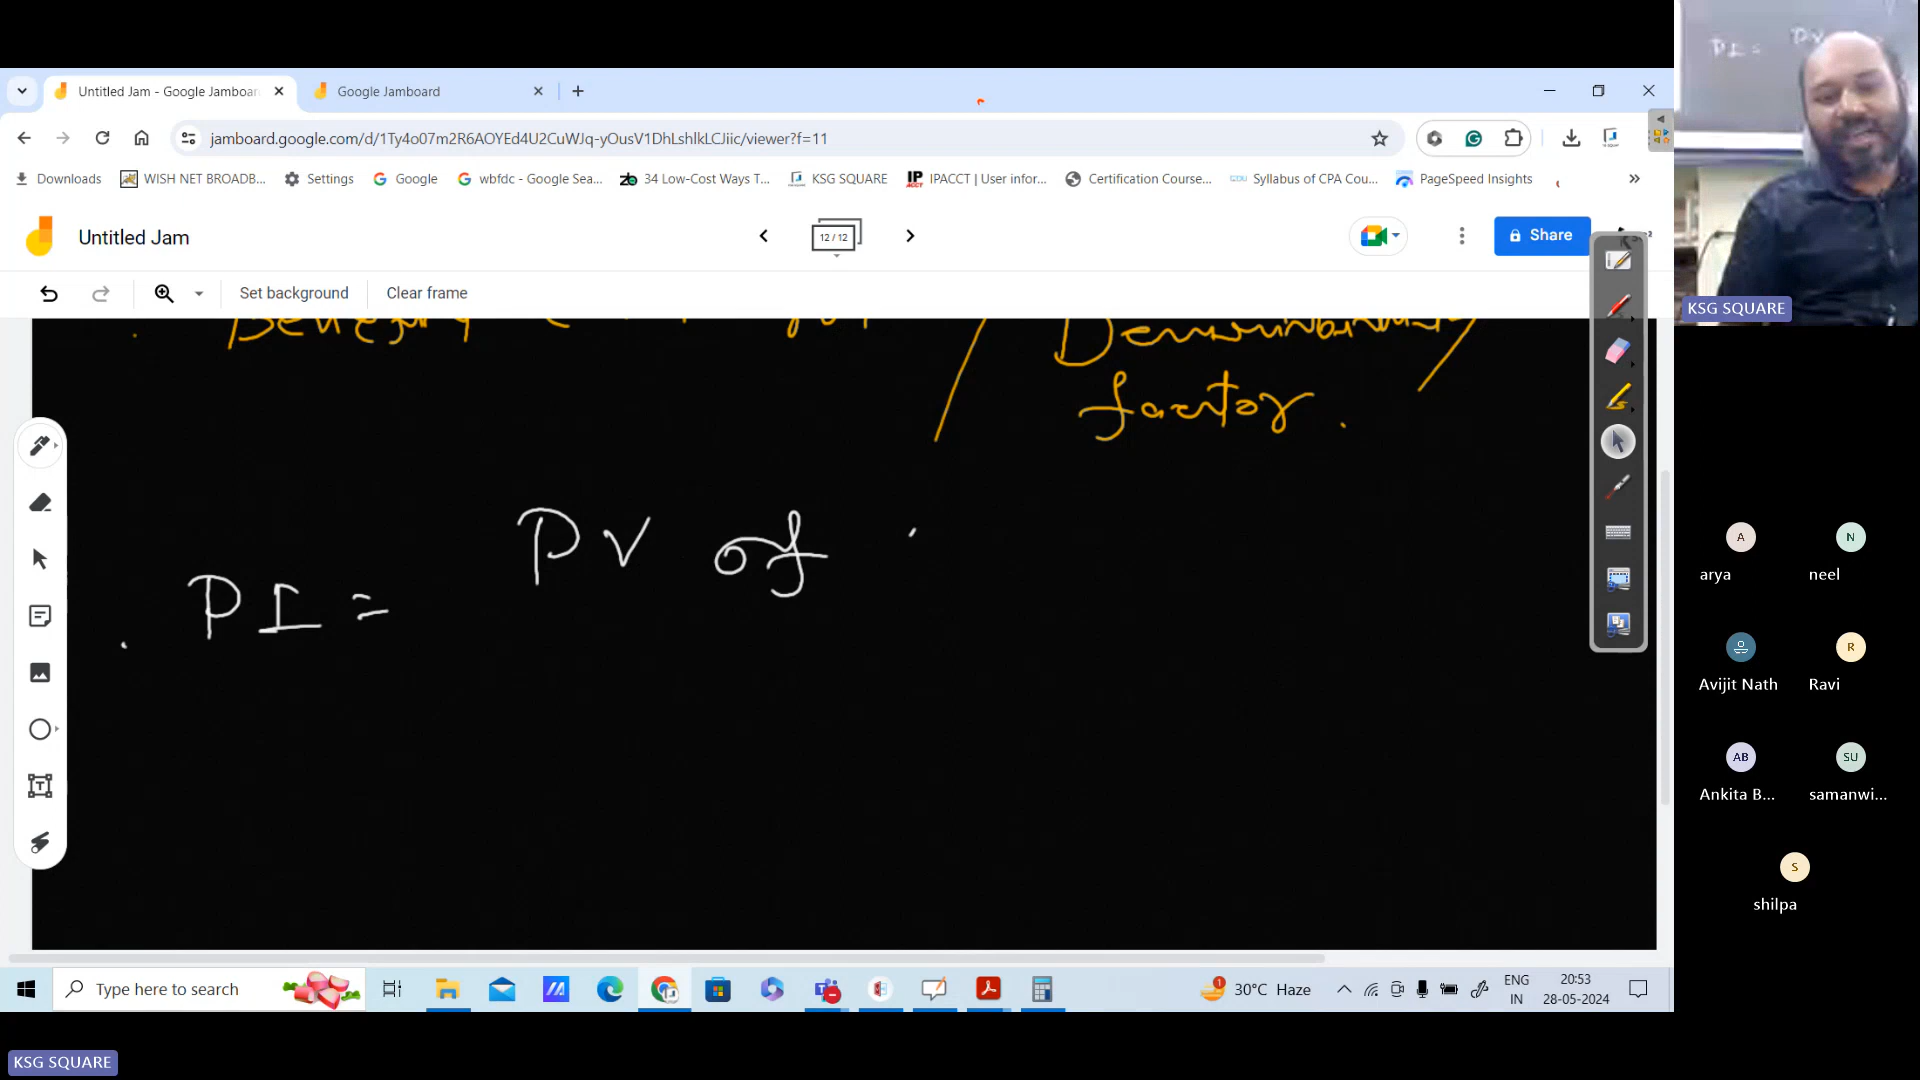 Untitled Jam - Google Jamboar
Google Jamboard
jamboard.google.com/d/1Ty4o07m2R6AOYEd4U2CuWJq-yOusV1DhLshlkLCJiic/viewer?f=11
Downloads
WISH NET BROADB...
Settings
Google
wbfdc - Google Sea...
34 Low-Cost Ways T...
KSG SQUARE
IPACCT | User infor...
Certification Course...
Syllabus of CPA Cou...
PageSpeed Insights
Untitled Jam
12 / 12
Share
Set background
Clear frame
factor.
PV of
PI =
PI =
KSG SQUARE
A
arya
N
neel
Avijit Nath
R
Ravi
AB
Ankita B...
SU
samanwi...
S
shilpa
Type here to search
30°C Haze
ENG
IN
20:53
28-05-2024
KSG SQUARE